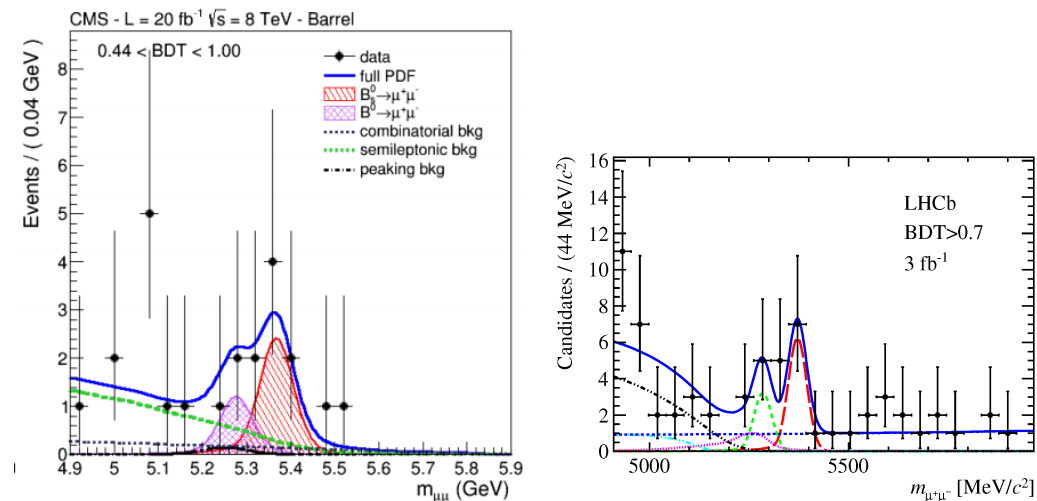 CMS - L = 20 fb⁻¹ √s = 8 TeV - Barrel
0.44 < BDT < 1.00
data
full PDF
B⁰ₛ→μ⁺μ⁻
B⁰→μ⁺μ⁻
combinatorial bkg
semileptonic bkg
peaking bkg
Events / ( 0.04 GeV)
8
7
6
5
4
3
2
1
0
4.9 5 5.1 5.2 5.3 5.4 5.5 5.6 5.7 5.8 5.9
m_μμ (GeV)
LHCb
BDT>0.7
3 fb⁻¹
Candidates / (44 MeV/c²)
16
14
12
10
8
6
4
2
0
5000 5500
m_μ⁺μ⁻ [MeV/c²]